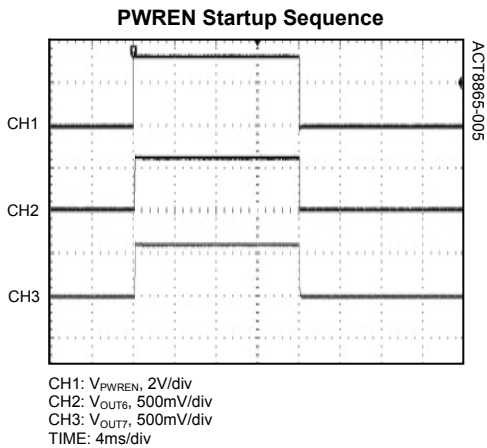 PWREN Startup Sequence
ACT8865-005
CH1
CH2
CH3
CH1: VPWREN, 2V/div
CH2: VOUT6, 500mV/div
CH3: VOUT7, 500mV/div
TIME: 4ms/div